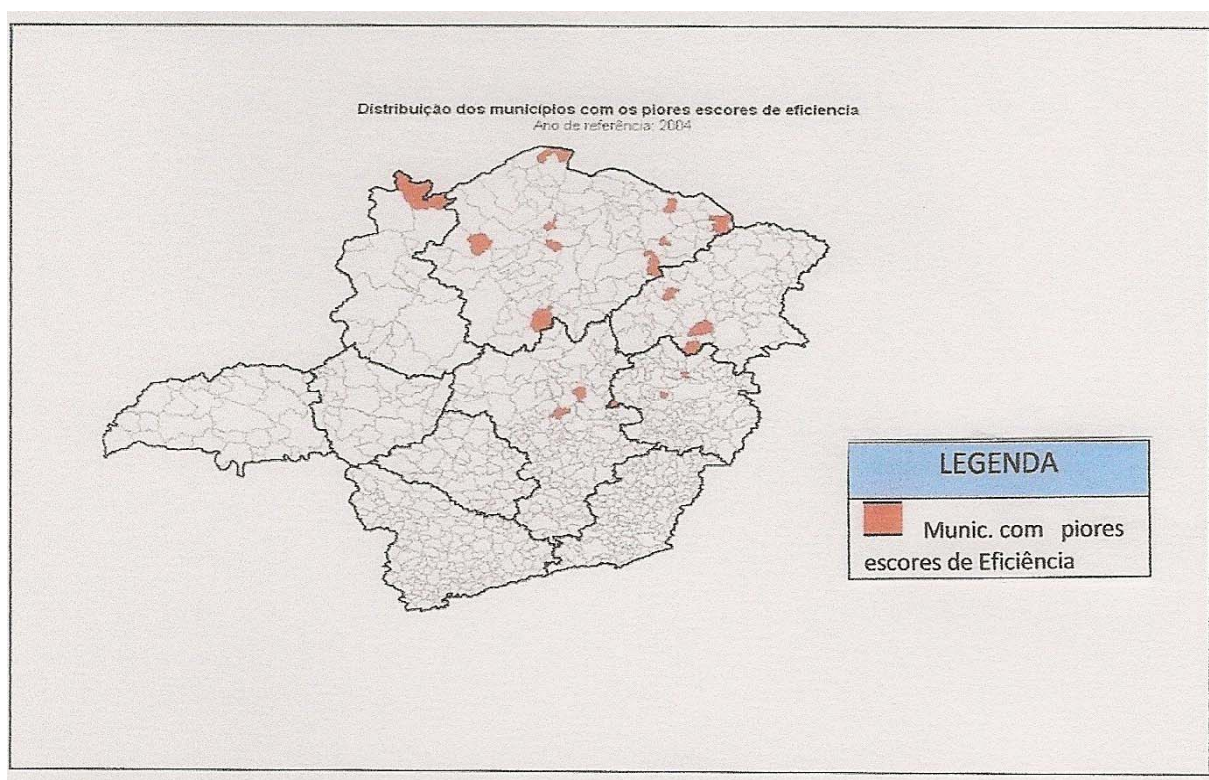 Distribuição dos municípios com os piores escores de eficiencia
Ano de referência: 2004
LEGENDA
Munic. com piores
escores de Eficiência